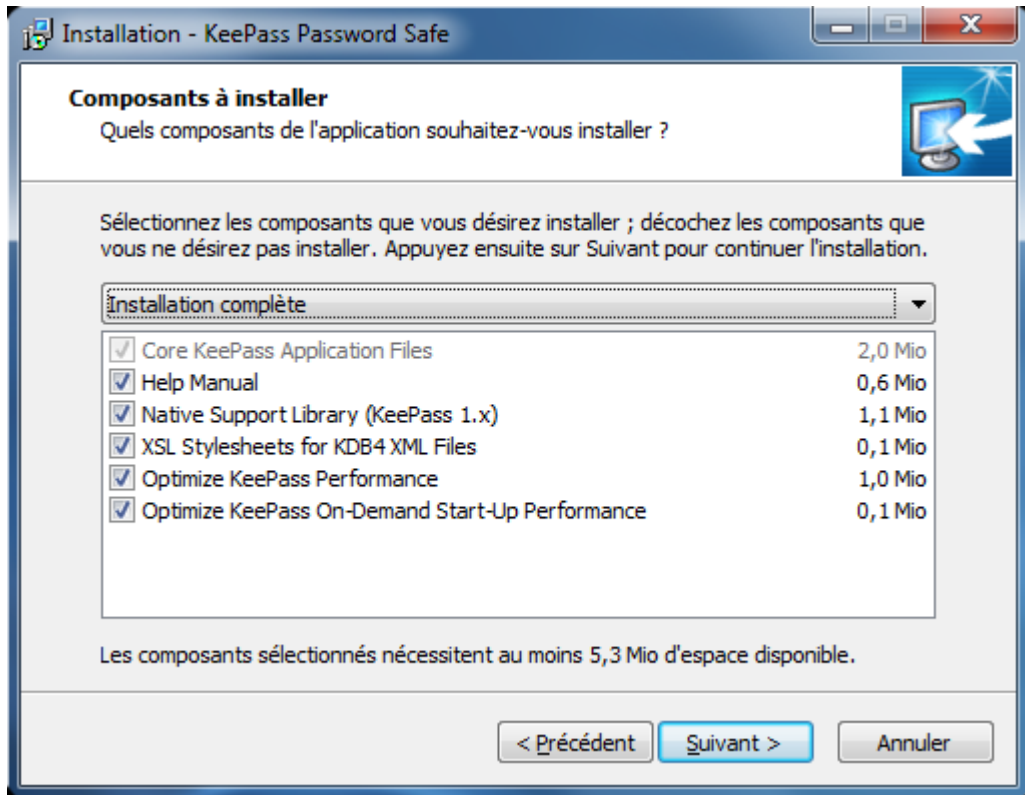 Installation - KeePass Password Safe
Composants à installer
Quels composants de l'application souhaitez-vous installer ?
Sélectionnez les composants que vous désirez installer ; décochez les composants que
vous ne désirez pas installer. Appuyez ensuite sur Suivant pour continuer l'installation.
Installation complète
Core KeePass Application Files 2,0 Mio
Help Manual 0,6 Mio
Native Support Library (KeePass 1.x) 1,1 Mio
XSL Stylesheets for KDB4 XML Files 0,1 Mio
Optimize KeePass Performance 1,0 Mio
Optimize KeePass On-Demand Start-Up Performance 0,1 Mio
Les composants sélectionnés nécessitent au moins 5,3 Mio d'espace disponible.
< Précédent Suivant > Annuler